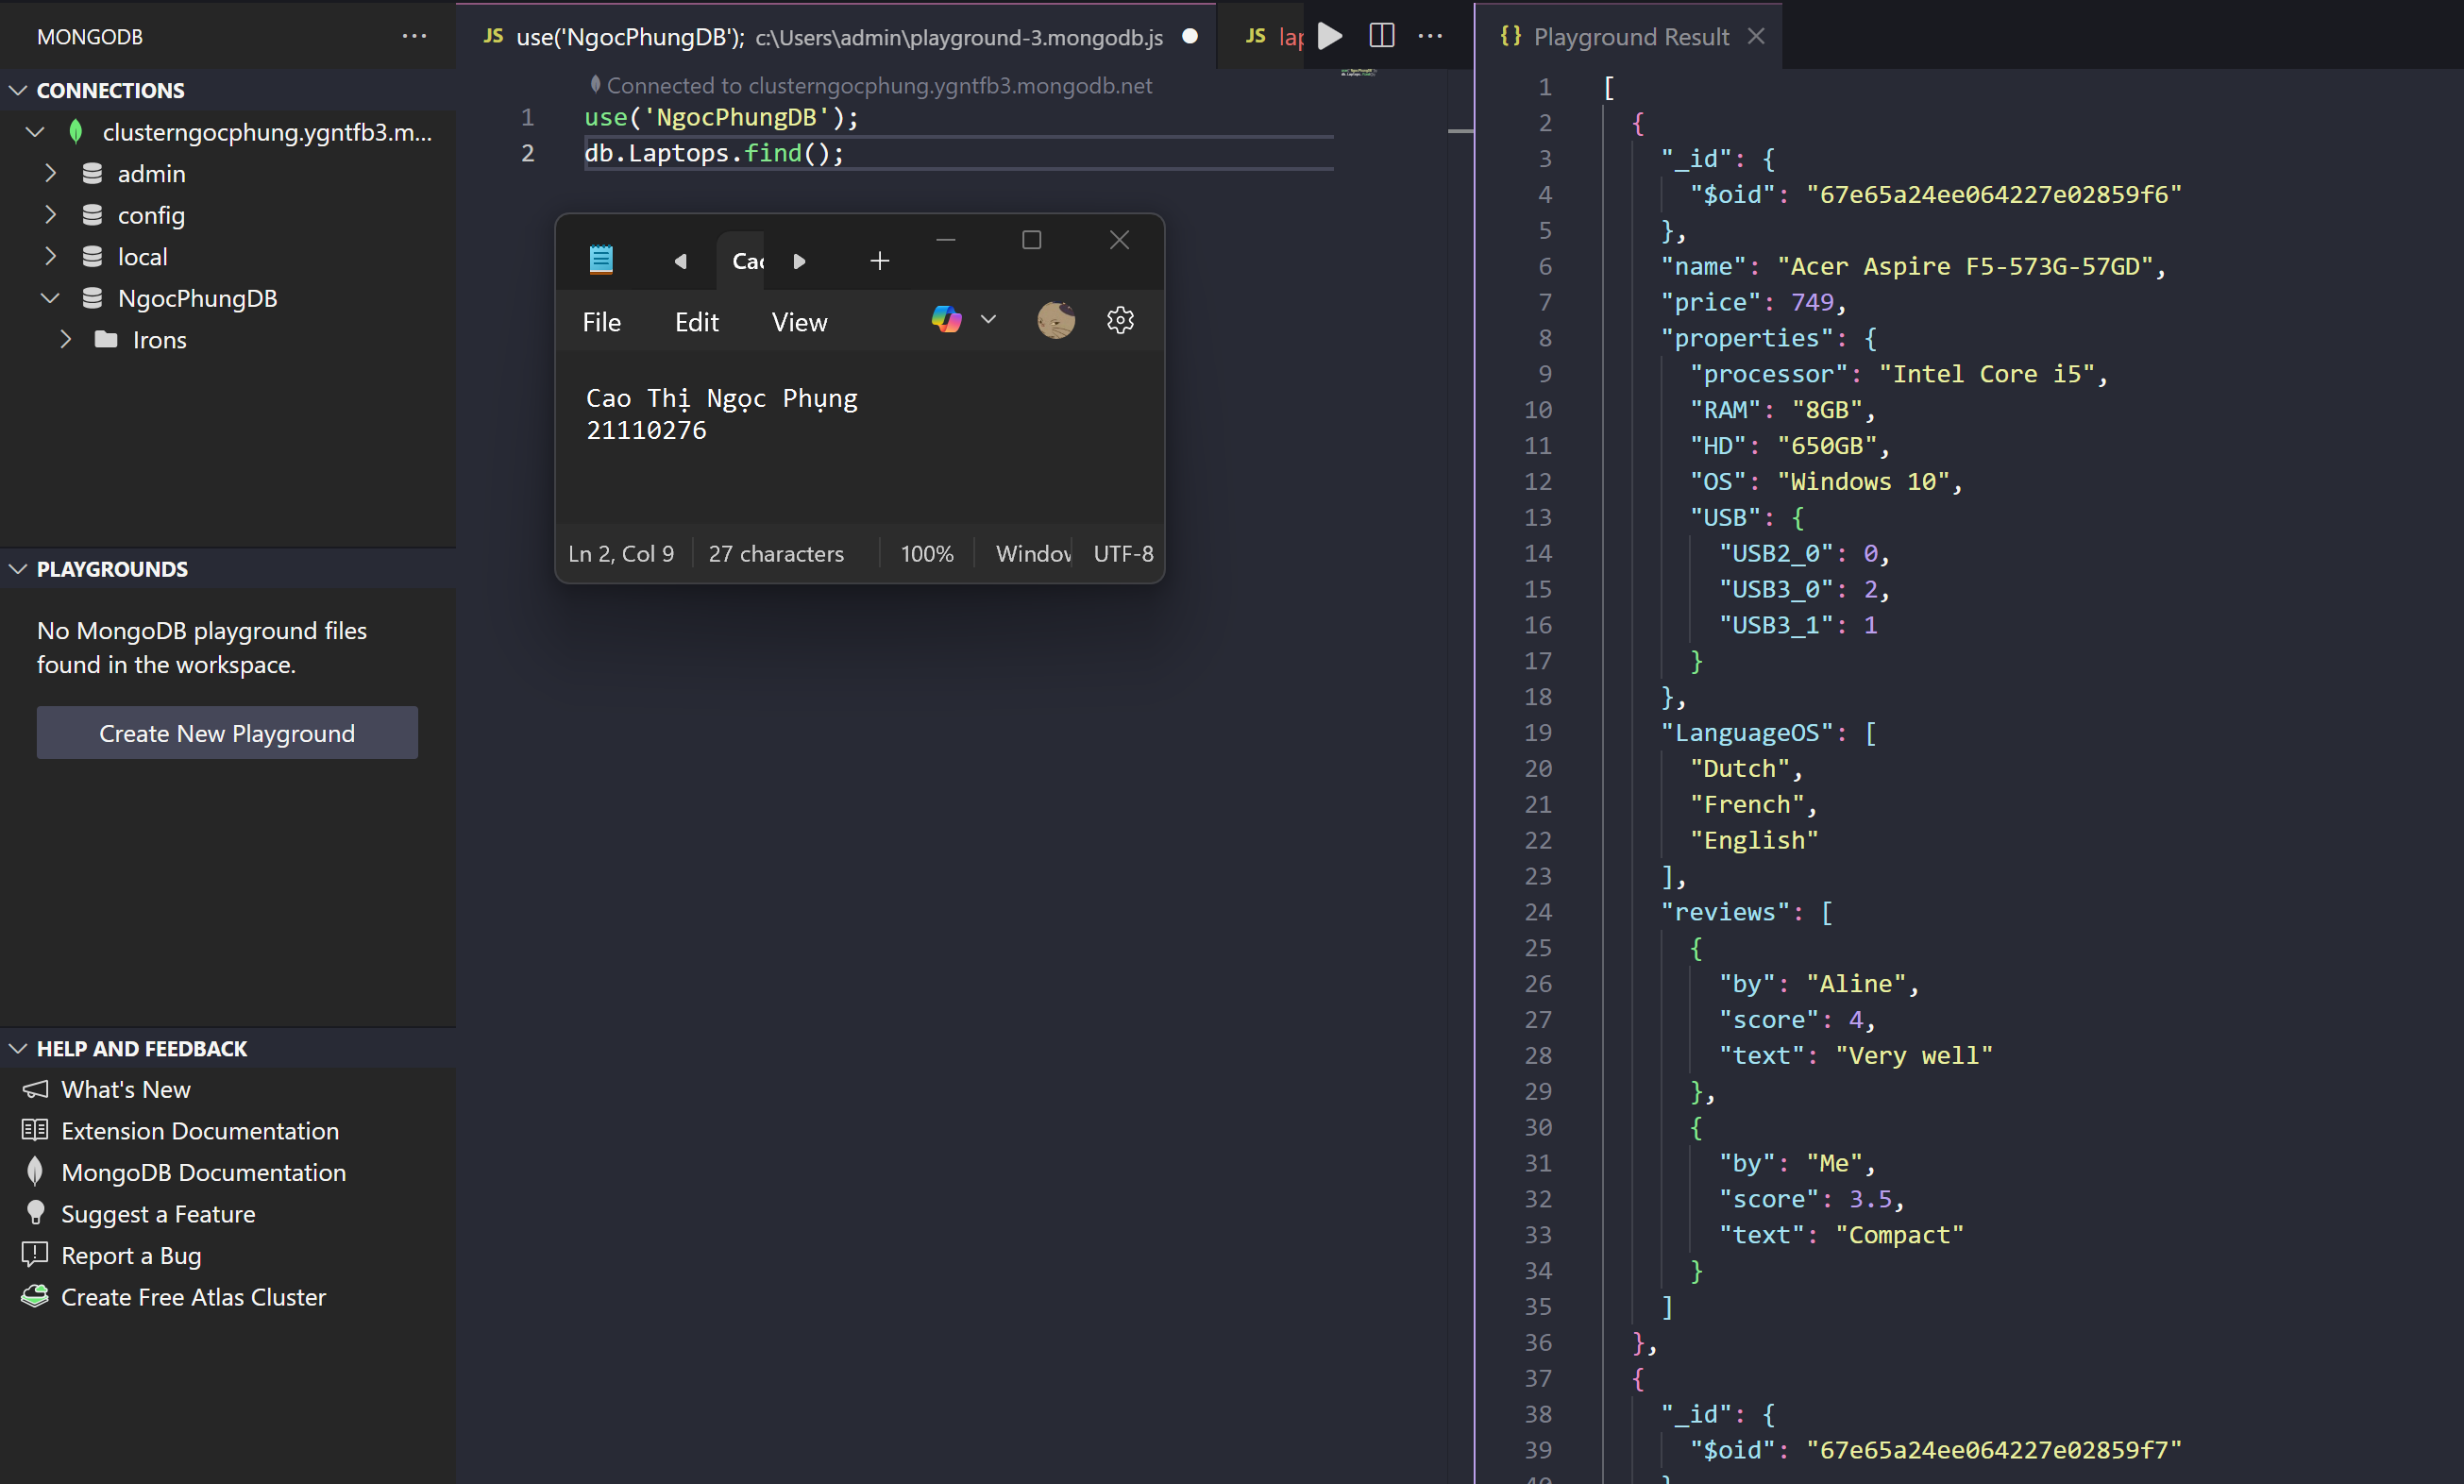 MONGODB
CONNECTIONS
clusterngocphung.ygntfb3.m...
admin
config
local
NgocPhungDB
Irons
PLAYGROUNDS
No MongoDB playground files
found in the workspace.
Create New Playground
HELP AND FEEDBACK
What's New
Extension Documentation
MongoDB Documentation
Suggest a Feature
Report a Bug
Create Free Atlas Cluster
JS use('NgocPhungDB'); c:\Users\admin\playground-3.mongodb.js JS lap
Connected to clusterngocphung.ygntfb3.mongodb.net
1 use('NgocPhungDB');
2 db.Laptops.find();
Cao
File Edit View
Cao Thị Ngọc Phụng
21110276
Ln 2, Col 9 27 characters 100% Window UTF-8
{} Playground Result
1 [
2 {
3 "_id": {
4 "$oid": "67e65a24ee064227e02859f6"
5 },
6 "name": "Acer Aspire F5-573G-57GD",
7 "price": 749,
8 "properties": {
9 "processor": "Intel Core i5",
10 "RAM": "8GB",
11 "HD": "650GB",
12 "OS": "Windows 10",
13 "USB": {
14 "USB2_0": 0,
15 "USB3_0": 2,
16 "USB3_1": 1
17 }
18 },
19 "LanguageOS": [
20 "Dutch",
21 "French",
22 "English"
23 ],
24 "reviews": [
25 {
26 "by": "Aline",
27 "score": 4,
28 "text": "Very well"
29 },
30 {
31 "by": "Me",
32 "score": 3.5,
33 "text": "Compact"
34 }
35 ]
36 },
37 {
38 "_id": {
39 "$oid": "67e65a24ee064227e02859f7"